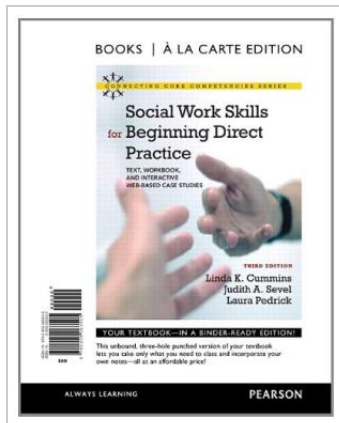 BOOKS | À LA CARTE EDITION
CONNECTING CORE COMPETENCIES SERIES
Social Work Skills
for Beginning Direct
Practice
TEXT, WORKBOOK,
AND INTERACTIVE
WEB-BASED CASE STUDIES
THIRD EDITION
Linda K. Cummins
Judith A. Sevel
Laura Pedrick
YOUR TEXTBOOK—IN A BINDER-READY EDITION!
This unbound, three-hole punched version of your textbook
lets you take only what you need to class and incorporate your
own notes—all at an affordable price!
EAN
ALWAYS LEARNING
PEARSON